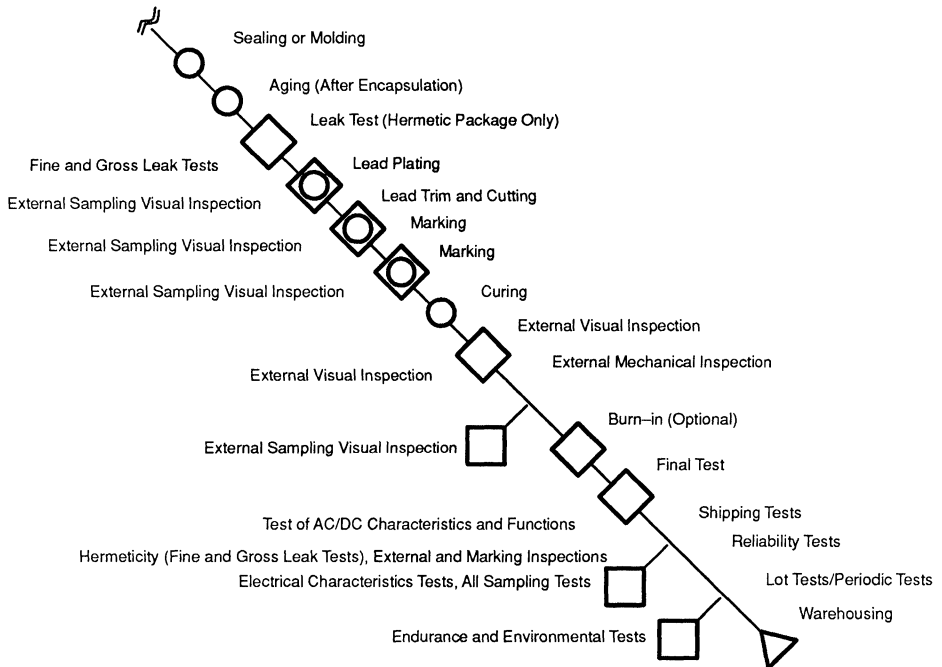 Sealing or Molding
Aging (After Encapsulation)
Leak Test (Hermetic Package Only)
Fine and Gross Leak Tests
Lead Plating
External Sampling Visual Inspection
Lead Trim and Cutting
Marking
External Sampling Visual Inspection
Marking
External Sampling Visual Inspection
Curing
External Visual Inspection
External Mechanical Inspection
External Visual Inspection
Burn–in (Optional)
External Sampling Visual Inspection
Final Test
Shipping Tests
Test of AC/DC Characteristics and Functions
Reliability Tests
Hermeticity (Fine and Gross Leak Tests), External and Marking Inspections
Electrical Characteristics Tests, All Sampling Tests
Lot Tests/Periodic Tests
Warehousing
Endurance and Environmental Tests